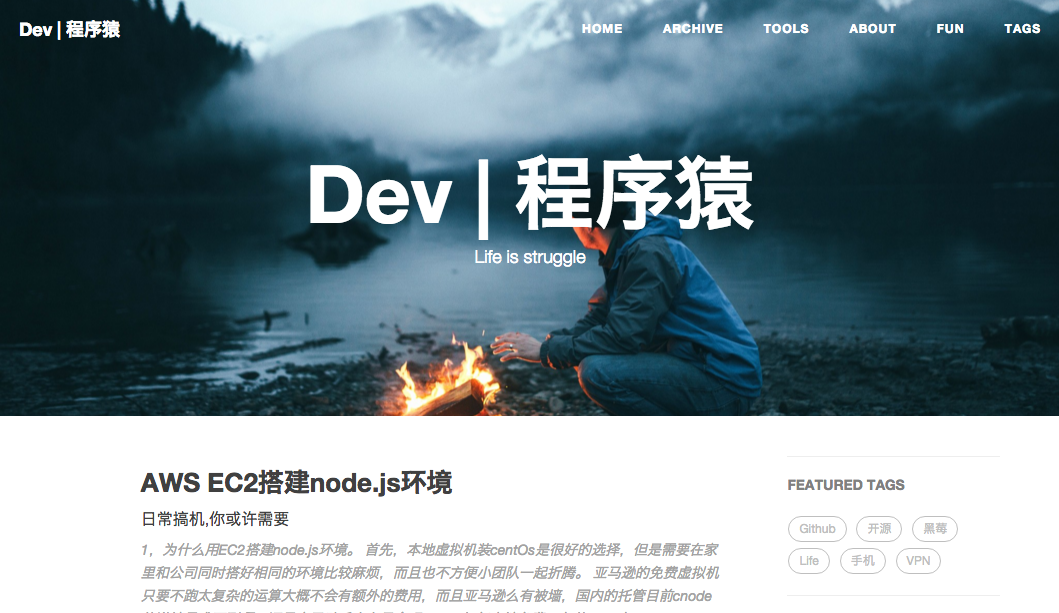 Dev | 程序猿
HOME ARCHIVE TOOLS ABOUT FUN TAGS
Dev | 程序猿
Life is struggle
AWS EC2搭建node.js环境
日常搞机,你或许需要
1，为什么用EC2搭建node.js环境。 首先，本地虚拟机装centOs是很好的选择，但是需要在家
里和公司同时搭好相同的环境比较麻烦，而且也不方便小团队一起折腾。 亚马逊的免费虚拟机
只要不跑太复杂的运算大概不会有额外的费用，而且亚马逊么有被墙，国内的托管目前cnode
FEATURED TAGS
Github 开源 黑莓
Life 手机 VPN